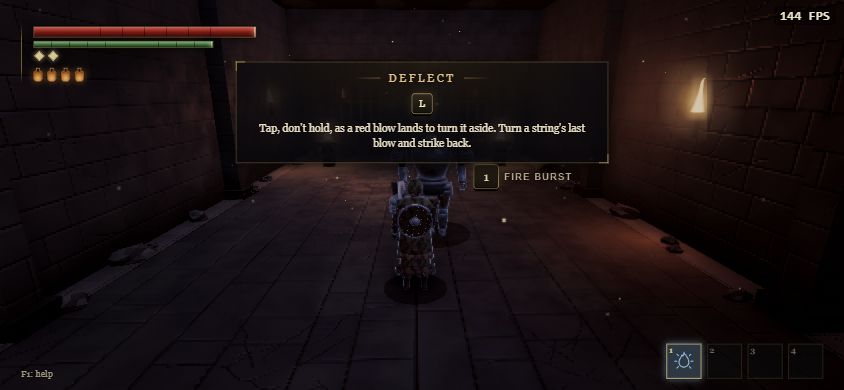 144 FPS
DEFLECT
L
Tap, don't hold, as a red blow lands to turn it aside. Turn a string's last
blow and strike back.
1 FIRE BURST
1 2 3 4
F1: help